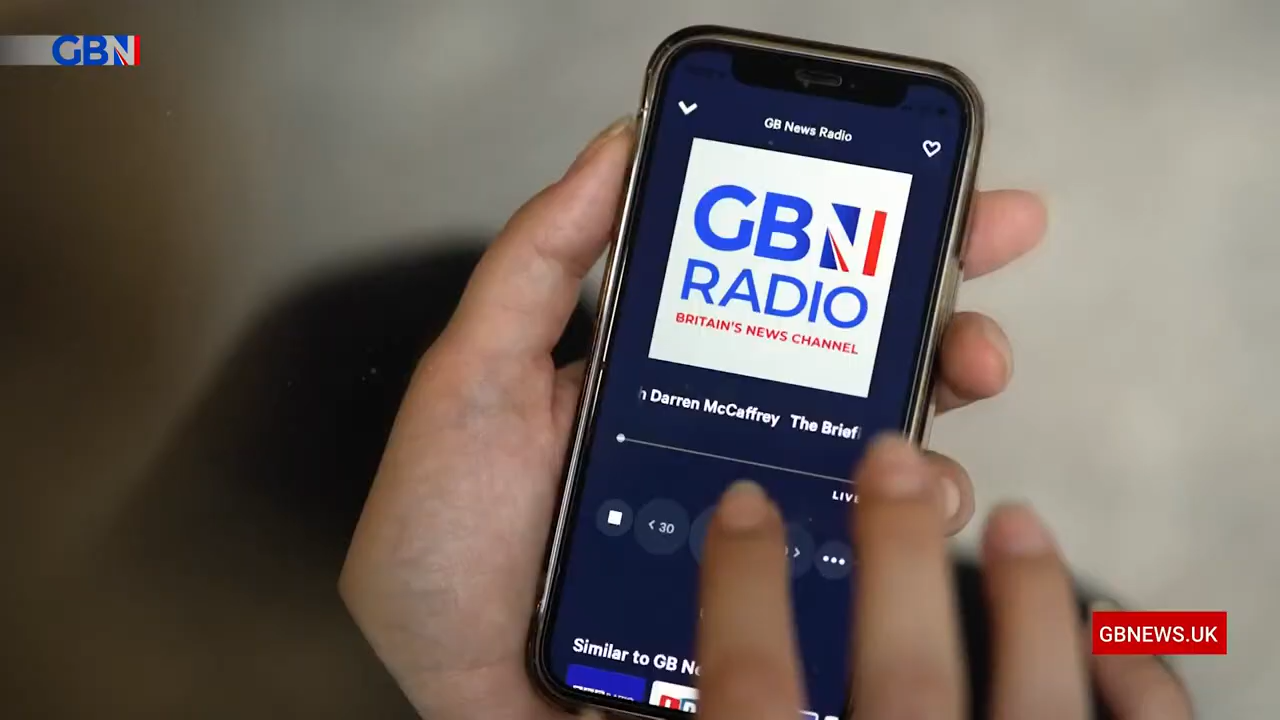 GBN
GB News Radio
GBN
RADIO
BRITAIN'S NEWS CHANNEL
Darren McCaffrey The
LIVE
< 30
Similar to GB
GBNEWS.UK